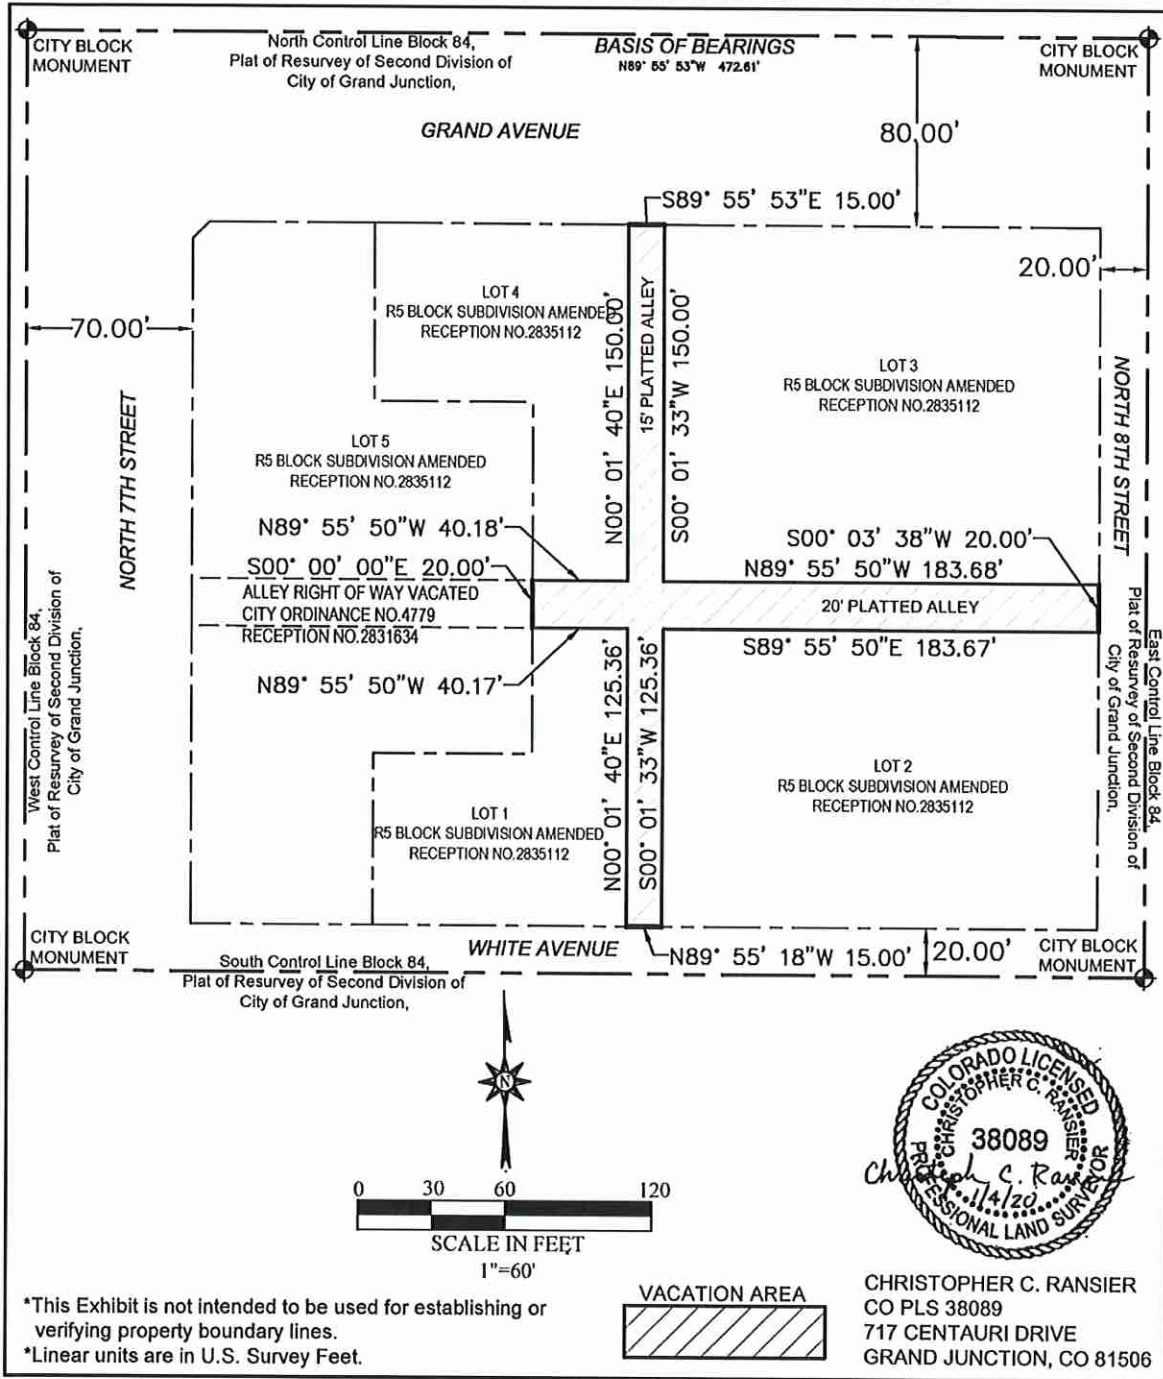 CITY BLOCK
MONUMENT
North Control Line Block 84,
Plat of Resurvey of Second Division of
City of Grand Junction,
BASIS OF BEARINGS
N89° 55' 53"W 472.61'
CITY BLOCK
MONUMENT
GRAND AVENUE
80.00'
S89° 55' 53"E 15.00'
20.00'
70.00'
LOT 4
R5 BLOCK SUBDIVISION AMENDED
RECEPTION NO.2835112
N00° 01' 40"E 150.00'
15' PLATTED ALLEY
S00° 01' 33"W 150.00'
LOT 3
R5 BLOCK SUBDIVISION AMENDED
RECEPTION NO.2835112
NORTH 7TH STREET
NORTH 8TH STREET
LOT 5
R5 BLOCK SUBDIVISION AMENDED
RECEPTION NO.2835112
N89° 55' 50"W 40.18'
S00° 00' 00"E 20.00'
ALLEY RIGHT OF WAY VACATED
CITY ORDINANCE NO.4779
RECEPTION NO.2831634
N89° 55' 50"W 40.17'
S00° 03' 38"W 20.00'
N89° 55' 50"W 183.68'
20' PLATTED ALLEY
S89° 55' 50"E 183.67'
West Control Line Block 84,
Plat of Resurvey of Second Division of
City of Grand Junction,
East Control Line Block 84,
Plat of Resurvey of Second Division of
City of Grand Junction,
N00° 01' 40"E 125.36'
S00° 01' 33"W 125.36'
LOT 1
R5 BLOCK SUBDIVISION AMENDED
RECEPTION NO.2835112
LOT 2
R5 BLOCK SUBDIVISION AMENDED
RECEPTION NO.2835112
CITY BLOCK
MONUMENT
WHITE AVENUE
N89° 55' 18"W 15.00'
20.00'
CITY BLOCK
MONUMENT
South Control Line Block 84,
Plat of Resurvey of Second Division of
City of Grand Junction,
N
0 30 60 120
SCALE IN FEET
1"=60'
COLORADO LICENSED
CHRISTOPHER C. RANSIER
38089
1/4/20
PROFESSIONAL LAND SURVEYOR
Christoph C. Ransier
*This Exhibit is not intended to be used for establishing or
verifying property boundary lines.
*Linear units are in U.S. Survey Feet.
VACATION AREA
CHRISTOPHER C. RANSIER
CO PLS 38089
717 CENTAURI DRIVE
GRAND JUNCTION, CO 81506